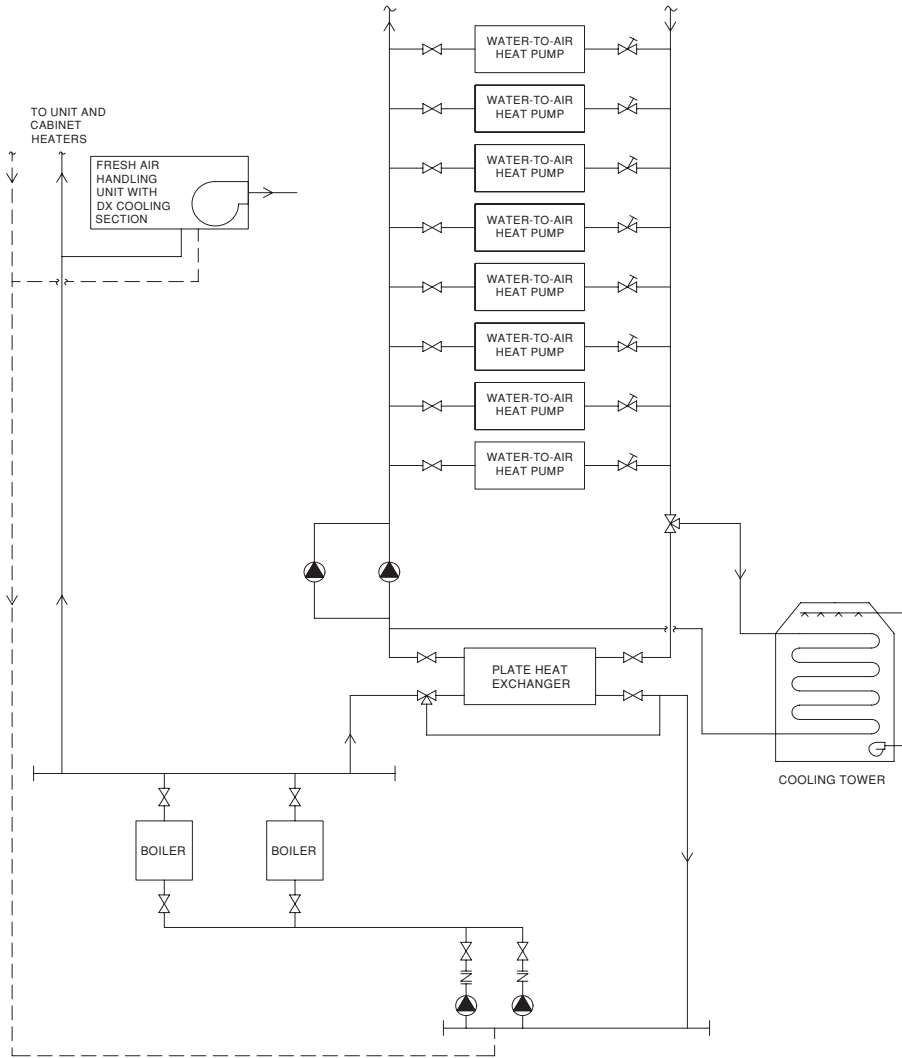 WATER-TO-AIR
HEAT PUMP
WATER-TO-AIR
HEAT PUMP
TO UNIT AND
CABINET
HEATERS
FRESH AIR
HANDLING
UNIT WITH
DX COOLING
SECTION
WATER-TO-AIR
HEAT PUMP
WATER-TO-AIR
HEAT PUMP
WATER-TO-AIR
HEAT PUMP
WATER-TO-AIR
HEAT PUMP
WATER-TO-AIR
HEAT PUMP
WATER-TO-AIR
HEAT PUMP
PLATE HEAT
EXCHANGER
COOLING TOWER
BOILER
BOILER